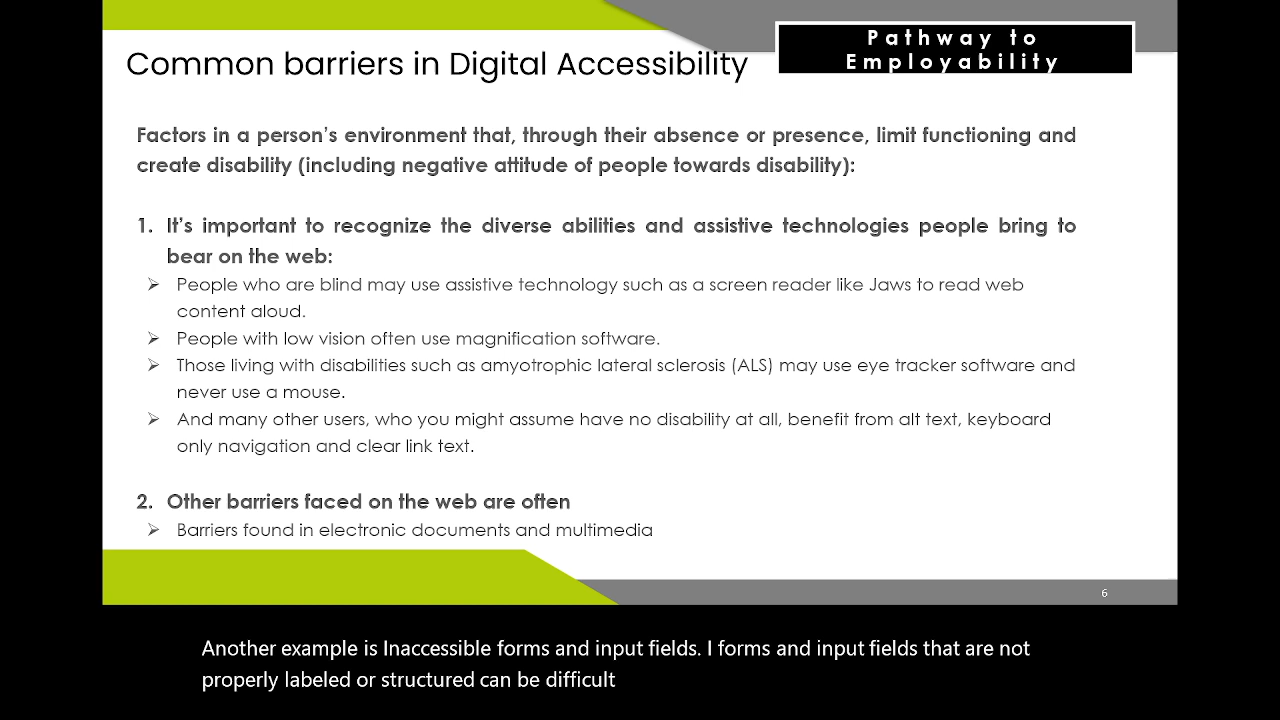 Pathway to
Employability
Common barriers in Digital Accessibility
Factors in a person’s environment that, through their absence or presence, limit functioning and
create disability (including negative attitude of people towards disability):
1. It’s important to recognize the diverse abilities and assistive technologies people bring to
bear on the web:
➢ People who are blind may use assistive technology such as a screen reader like Jaws to read web
content aloud.
➢ People with low vision often use magnification software.
➢ Those living with disabilities such as amyotrophic lateral sclerosis (ALS) may use eye tracker software and
never use a mouse.
➢ And many other users, who you might assume have no disability at all, benefit from alt text, keyboard
only navigation and clear link text.
2. Other barriers faced on the web are often
➢ Barriers found in electronic documents and multimedia
6
Another example is Inaccessible forms and input fields. I forms and input fields that are not
properly labeled or structured can be difficult